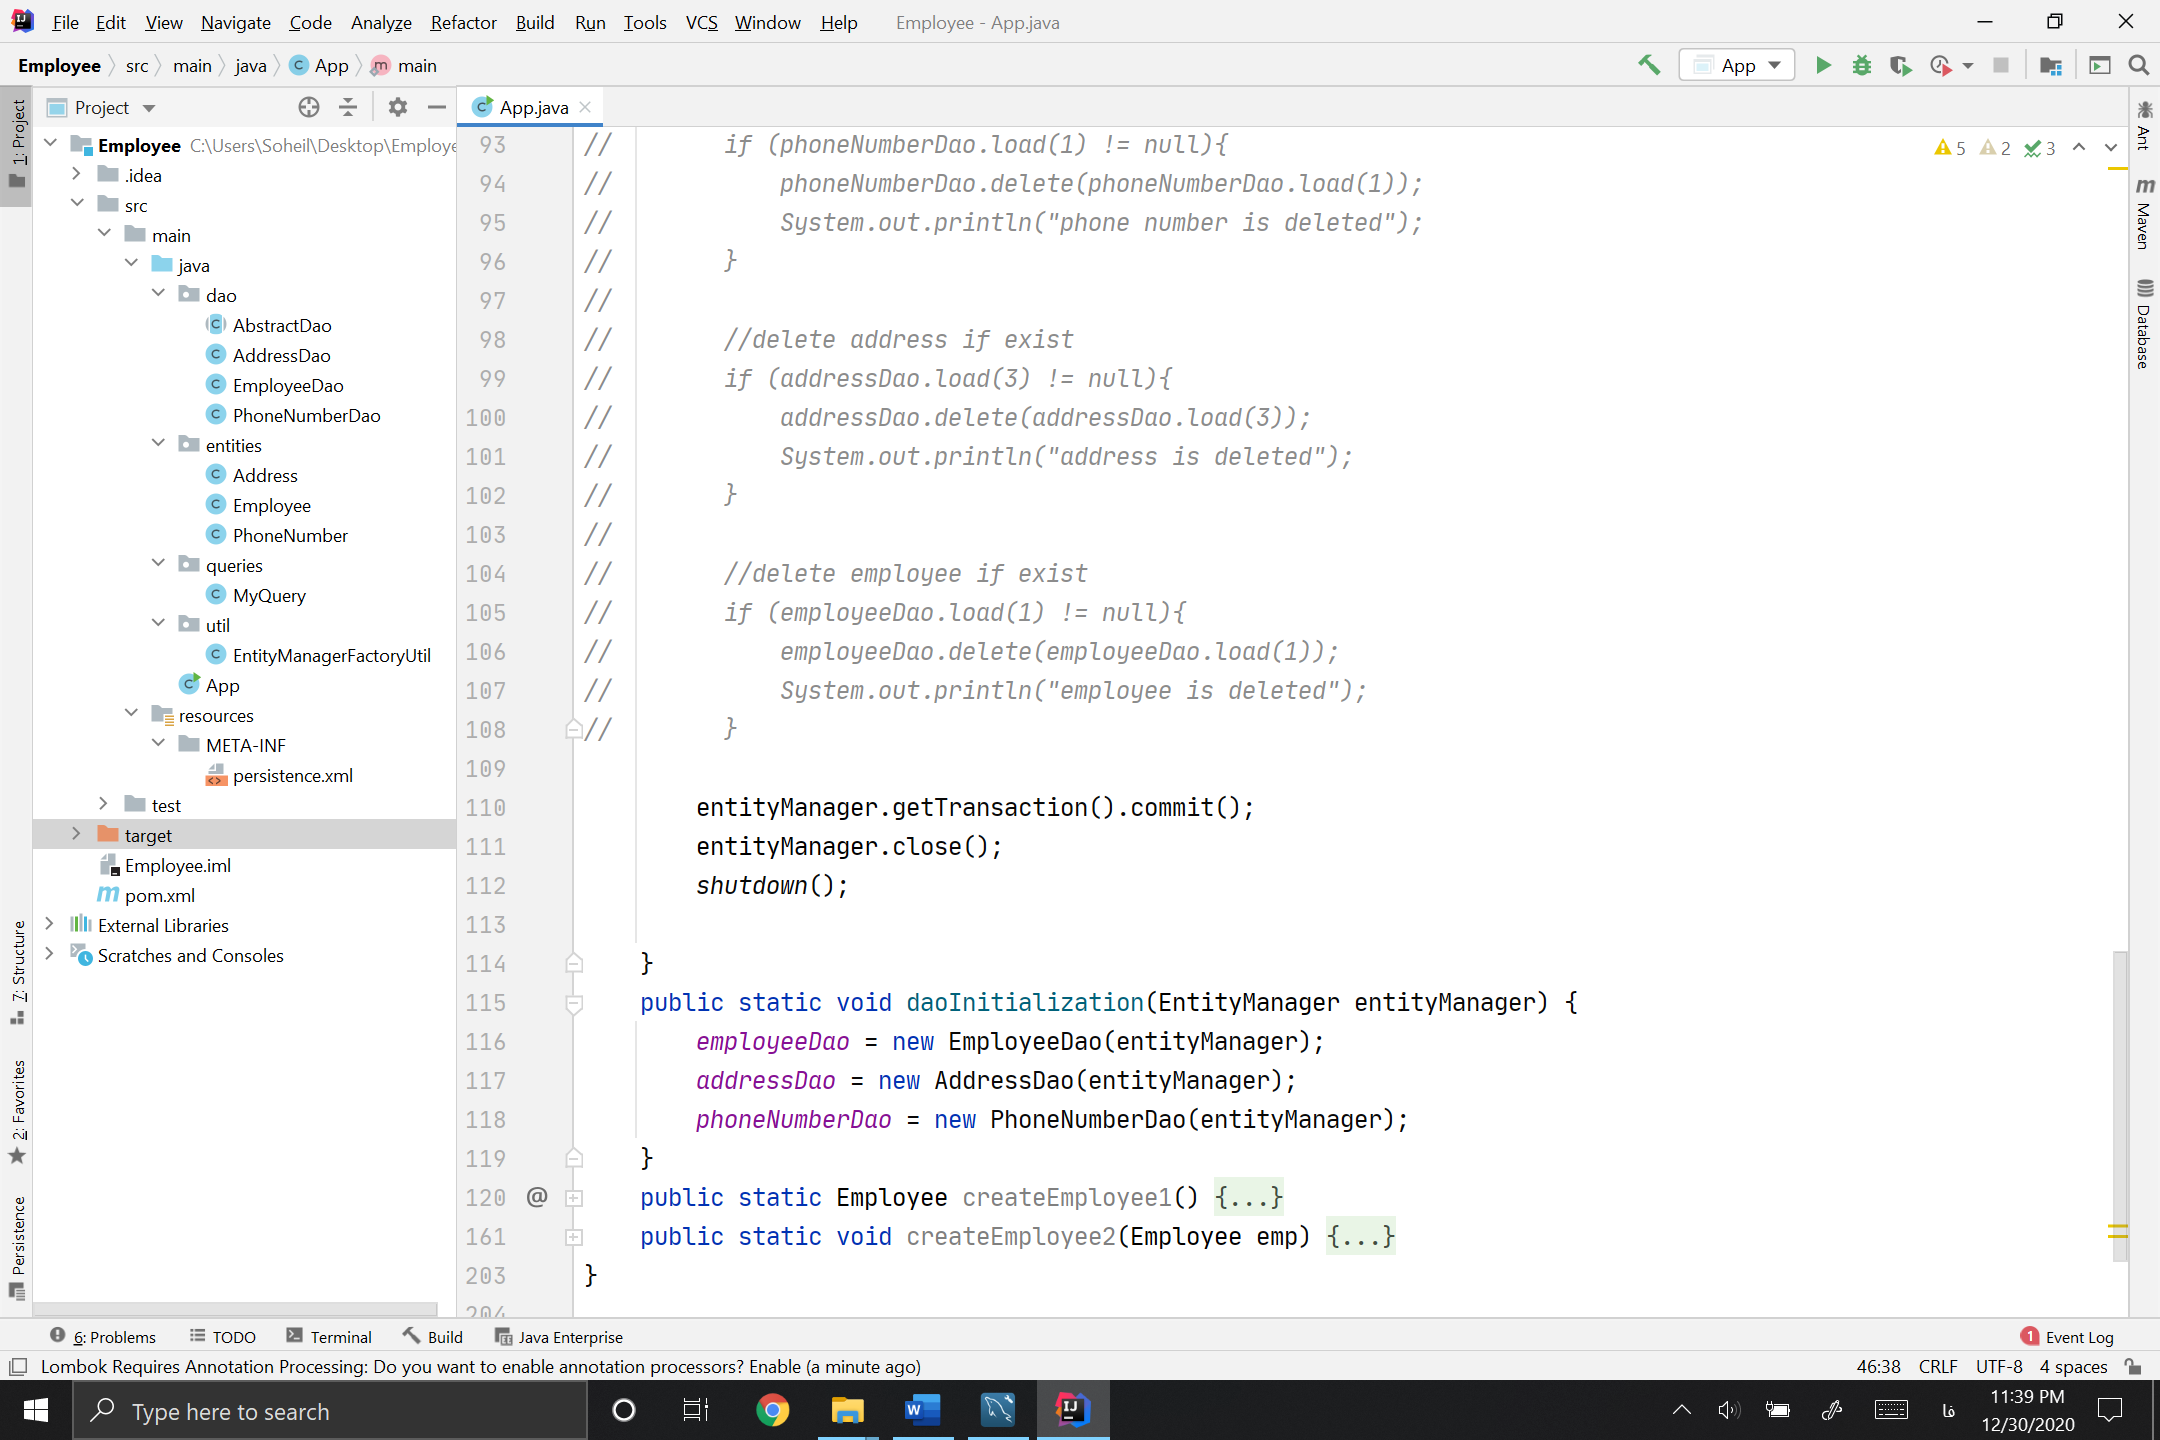 File Edit View Navigate Code Analyze Refactor Build Run Tools VCS Window Help Employee - App.java
Employee src main java App main
App
1: Project
Project
App.java
Employee C:\Users\Soheil\Desktop\Employe
.idea
src
main
java
dao
AbstractDao
AddressDao
EmployeeDao
PhoneNumberDao
entities
Address
Employee
PhoneNumber
queries
MyQuery
util
EntityManagerFactoryUtil
App
resources
META-INF
persistence.xml
test
target
Employee.iml
pom.xml
External Libraries
Scratches and Consoles
7: Structure
2: Favorites
Persistence
5 2 3
93 //        if (phoneNumberDao.load(1) != null){
94 //            phoneNumberDao.delete(phoneNumberDao.load(1));
95 //            System.out.println("phone number is deleted");
96 //        }
97 //
98 //        //delete address if exist
99 //        if (addressDao.load(3) != null){
100 //            addressDao.delete(addressDao.load(3));
101 //            System.out.println("address is deleted");
102 //        }
103 //
104 //        //delete employee if exist
105 //        if (employeeDao.load(1) != null){
106 //            employeeDao.delete(employeeDao.load(1));
107 //            System.out.println("employee is deleted");
108 //        }
109
110         entityManager.getTransaction().commit();
111         entityManager.close();
112         shutdown();
113
114     }
115     public static void daoInitialization(EntityManager entityManager) {
116         employeeDao = new EmployeeDao(entityManager);
117         addressDao = new AddressDao(entityManager);
118         phoneNumberDao = new PhoneNumberDao(entityManager);
119     }
120 @   public static Employee createEmployee1() {...}
161     public static void createEmployee2(Employee emp) {...}
203 }
204
Ant
m Maven
Database
6: Problems TODO Terminal Build Java Enterprise 1 Event Log
Lombok Requires Annotation Processing: Do you want to enable annotation processors? Enable (a minute ago) 46:38 CRLF UTF-8 4 spaces
Type here to search
فا
11:39 PM
12/30/2020